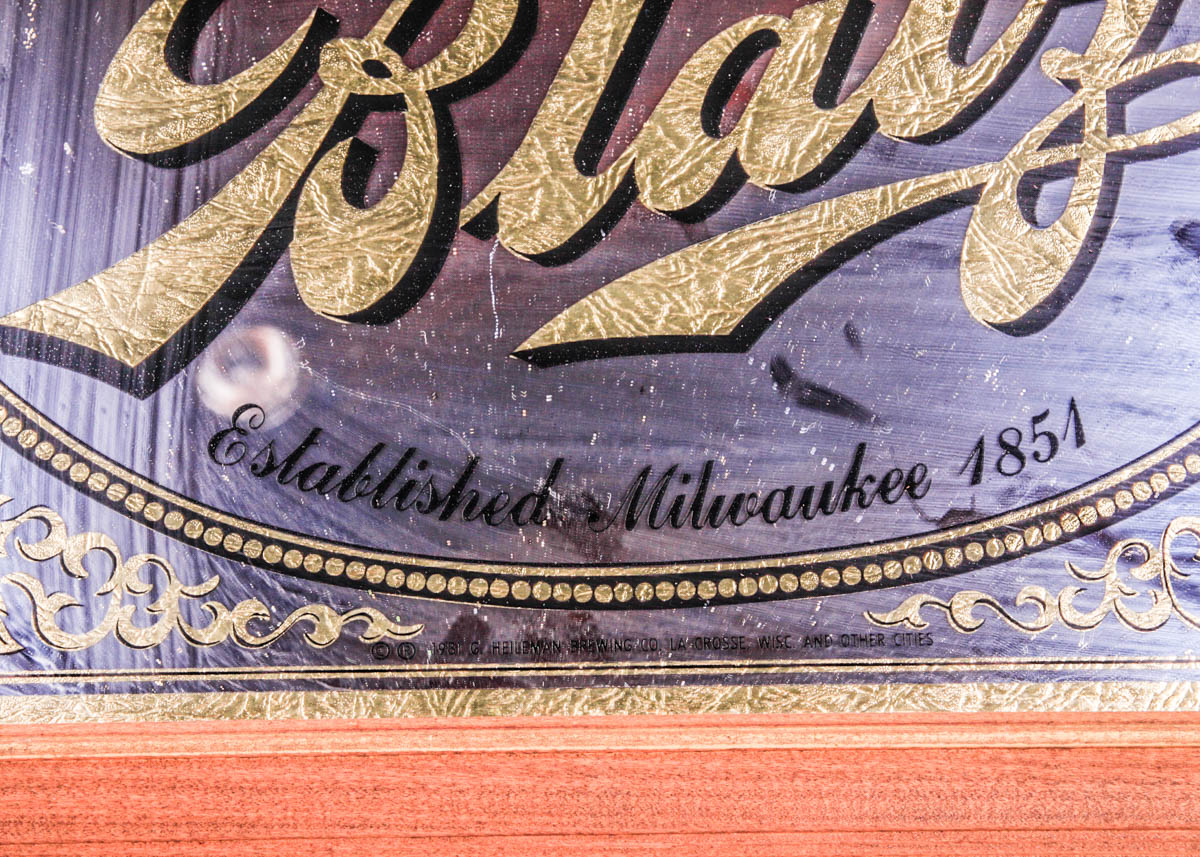 Blatz
Established Milwaukee 1851
© ® 1981 G. HEILEMAN BREWING CO. LA CROSSE, WISC. AND OTHER CITIES